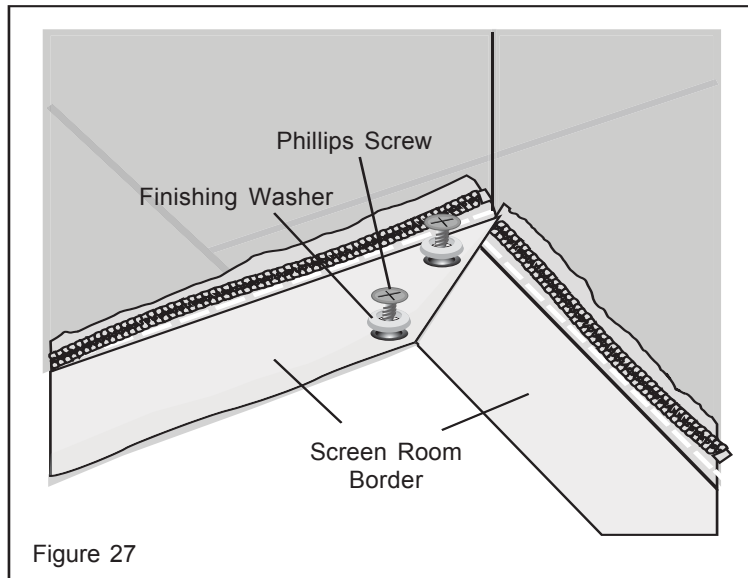 Phillips Screw
Finishing Washer
Screen Room
Border
Figure 27